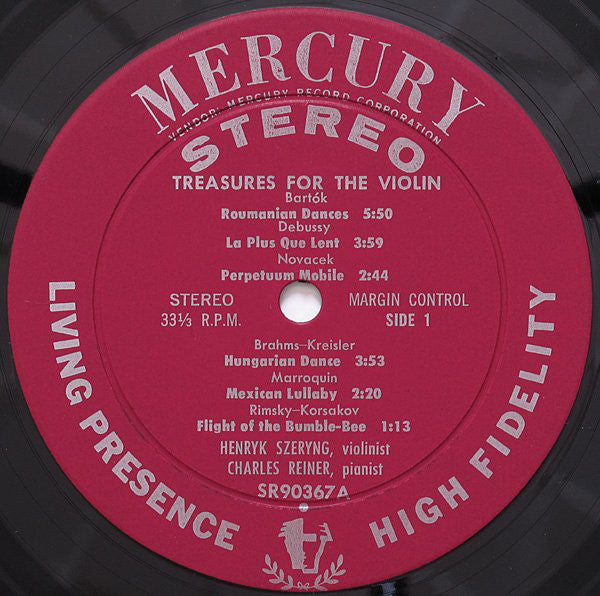 MERCURY
VENDOR: MERCURY RECORD CORPORATION
STEREO
TREASURES FOR THE VIOLIN
Bartók
Roumanian Dances 5:50
Debussy
La Plus Que Lent 3:59
Novacek
Perpetuum Mobile 2:44
STEREO MARGIN CONTROL
33⅓ R.P.M. SIDE 1
Brahms–Kreisler
Hungarian Dance 3:53
Marroquin
Mexican Lullaby 2:20
Rimsky–Korsakov
Flight of the Bumble-Bee 1:13
HENRYK SZERYNG, violinist
CHARLES REINER, pianist
SR90367A
LIVING PRESENCE
HIGH FIDELITY